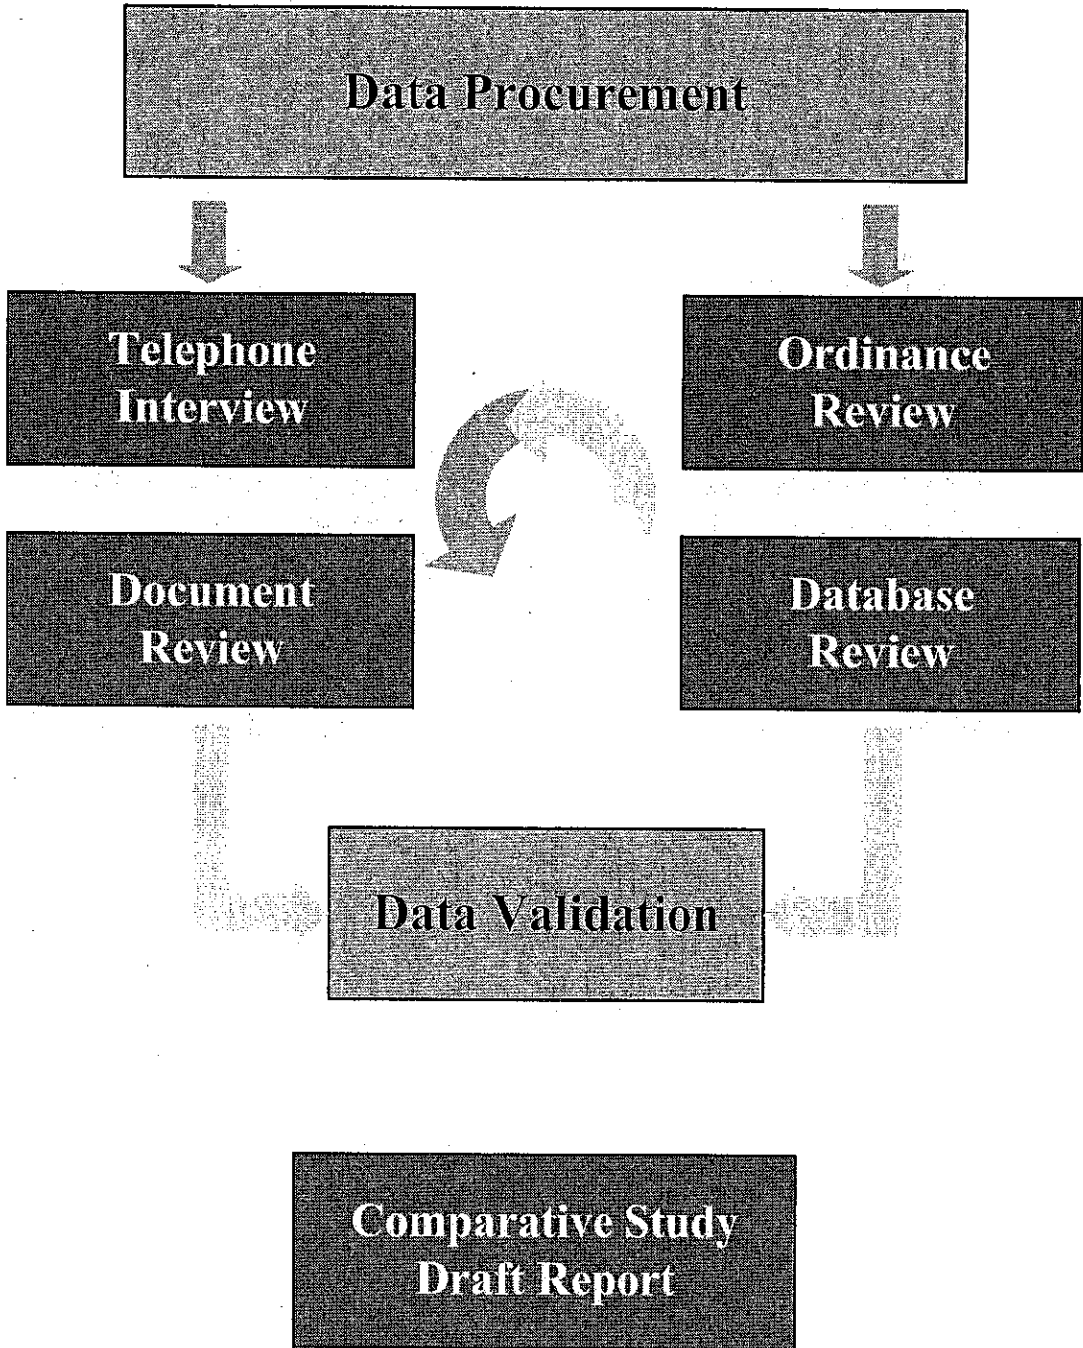 Data Procurement
Telephone
Interview
Ordinance
Review
Document
Review
Database
Review
Data Validation
Comparative Study
Draft Report